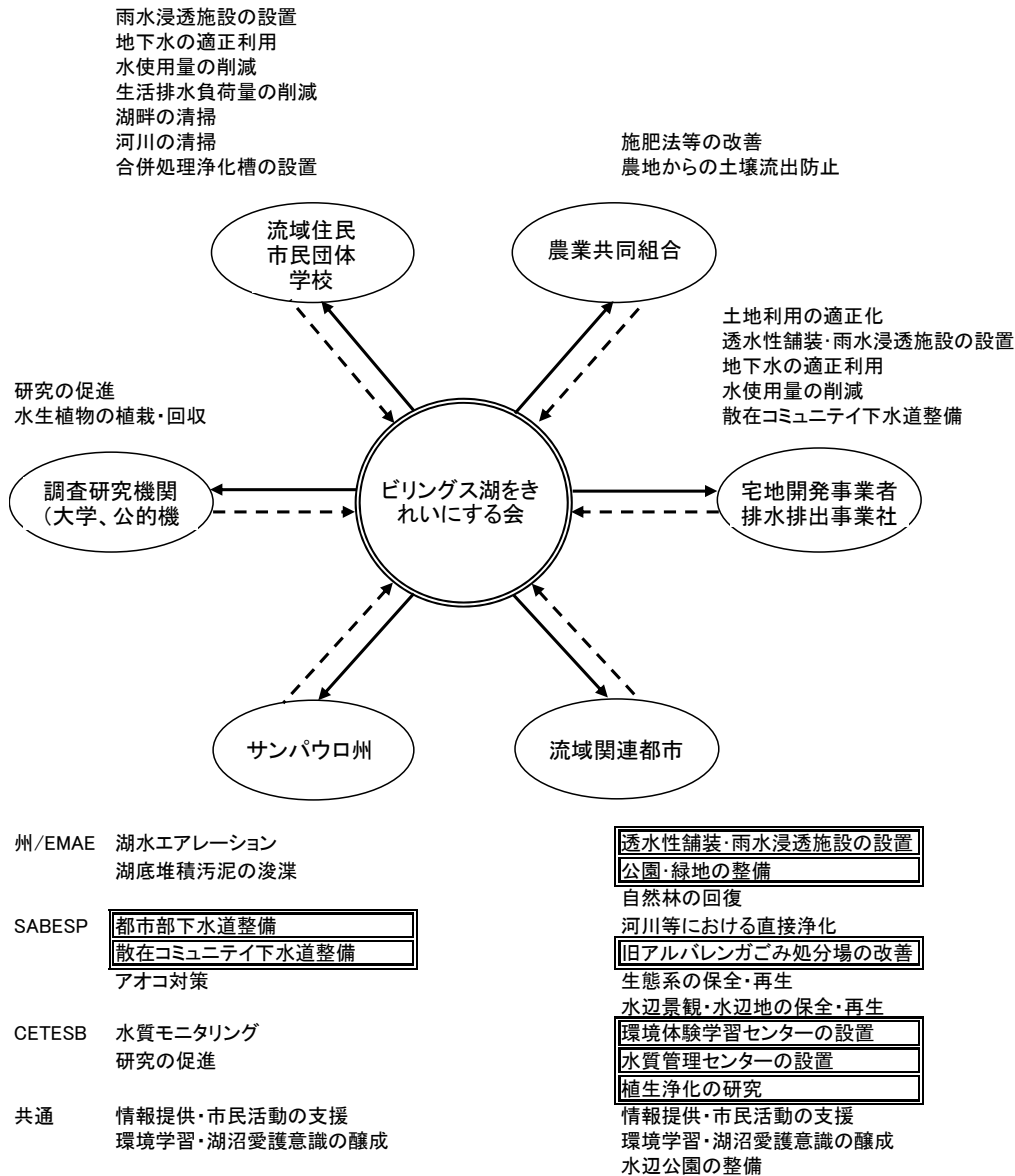 雨水浸透施設の設置
地下水の適正利用
水使用量の削減
生活排水負荷量の削減
湖畔の清掃
河川の清掃
合併処理浄化槽の設置
施肥法等の改善
農地からの土壌流出防止
流域住民
市民団体
学校
農業共同組合
土地利用の適正化
透水性舗装・雨水浸透施設の設置
地下水の適正利用
水使用量の削減
散在コミュニテイ下水道整備
研究の促進
水生植物の植栽・回収
調査研究機関
（大学、公的機
ビリングス湖をき
れいにする会
宅地開発事業者
排水排出事業社
サンパウロ州
流域関連都市
州/EMAE 湖水エアレーション
湖底堆積汚泥の浚渫
SABESP 都市部下水道整備
散在コミュニテイ下水道整備
アオコ対策
CETESB 水質モニタリング
研究の促進
共通 情報提供・市民活動の支援
環境学習・湖沼愛護意識の醸成
透水性舗装・雨水浸透施設の設置
公園・緑地の整備
自然林の回復
河川等における直接浄化
旧アルバレンガごみ処分場の改善
生態系の保全・再生
水辺景観・水辺地の保全・再生
環境体験学習センターの設置
水質管理センターの設置
植生浄化の研究
情報提供・市民活動の支援
環境学習・湖沼愛護意識の醸成
水辺公園の整備